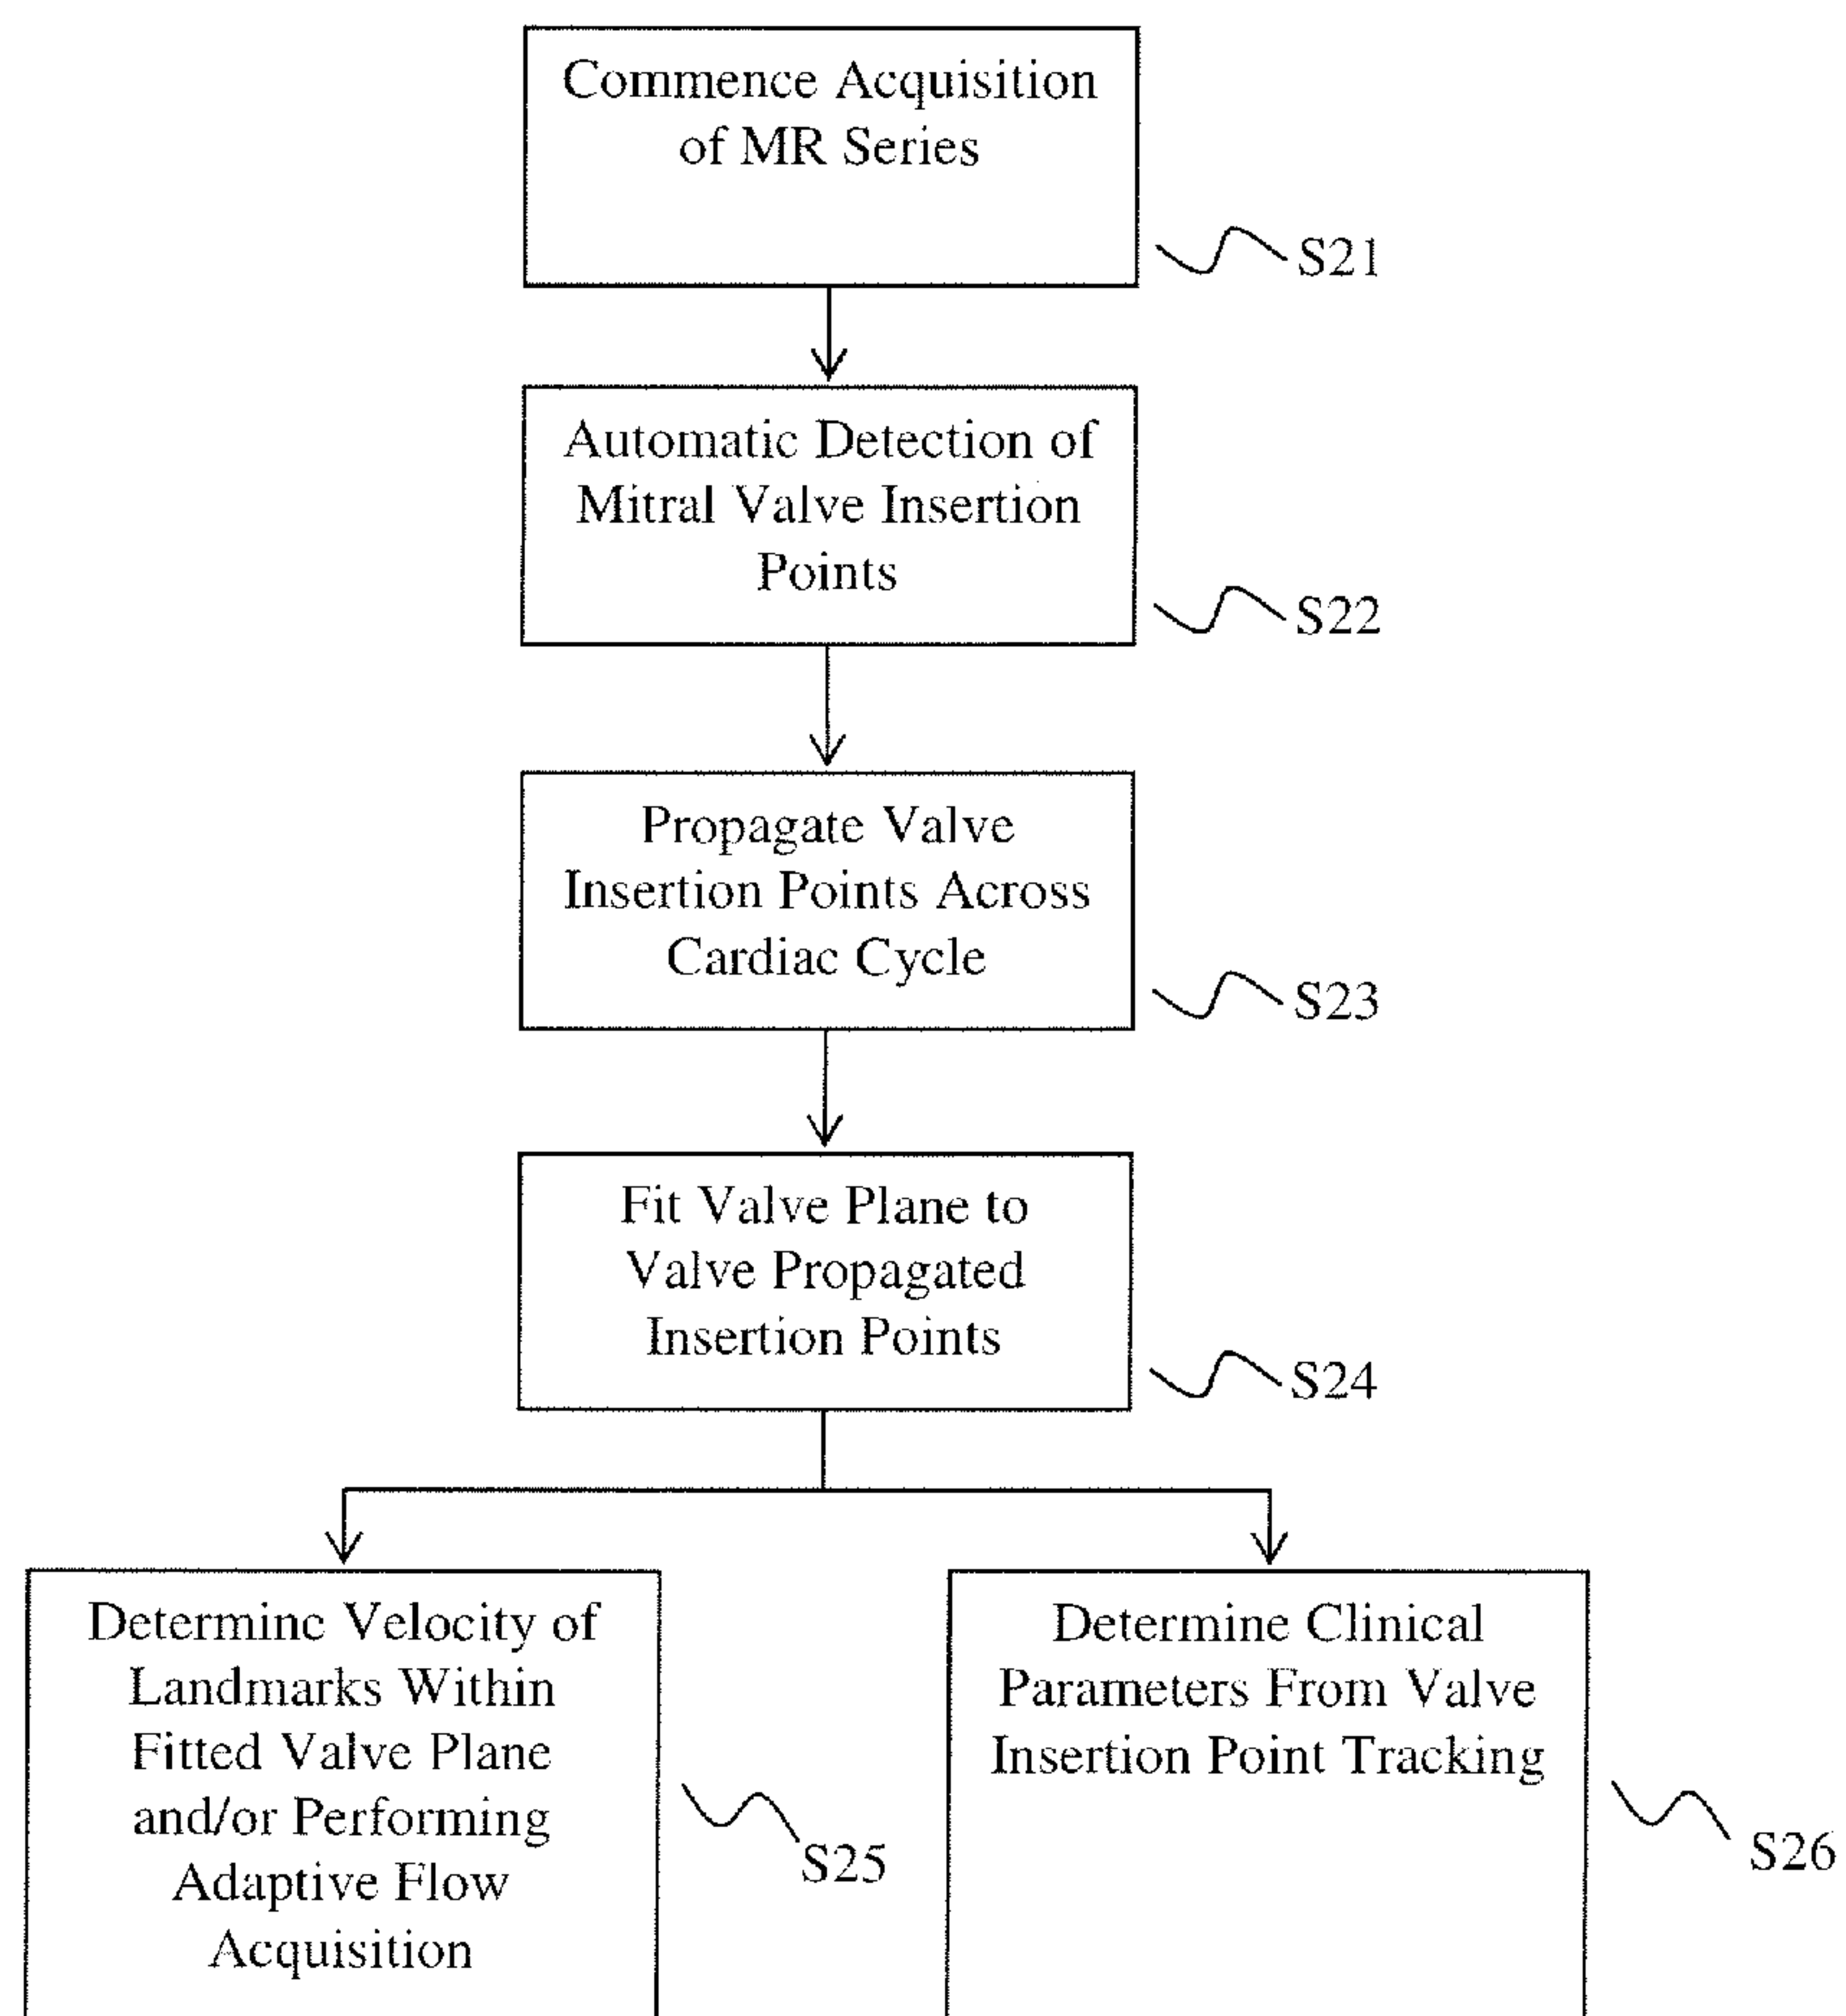 Commence Acquisition
of MR Series
S21
Automatic Detection of
Mitral Valve Insertion
Points
S22
Propagate Valve
Insertion Points Across
Cardiac Cycle
S23
Fit Valve Plane to
Valve Propagated
Insertion Points
S24
Determine Velocity of
Landmarks Within
Fitted Valve Plane
and/or Performing
Adaptive Flow
Acquisition
S25
Determine Clinical
Parameters From Valve
Insertion Point Tracking
S26